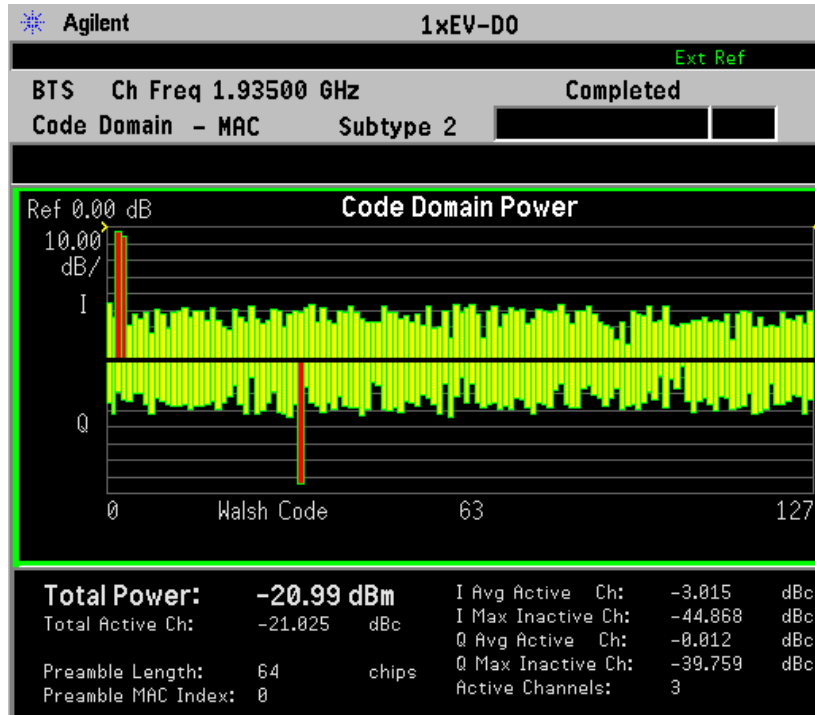 Agilent 1xEV-DO
Ext Ref
BTS Ch Freq 1.93500 GHz Completed
Code Domain - MAC Subtype 2
Ref 0.00 dB Code Domain Power
10.00
dB/
I
Q
0 Walsh Code 63 127
Total Power: -20.99 dBm
Total Active Ch: -21.025 dBc
Preamble Length: 64 chips
Preamble MAC Index: 0
I Avg Active Ch: -3.015 dBc
I Max Inactive Ch: -44.868 dBc
Q Avg Active Ch: -0.012 dBc
Q Max Inactive Ch: -39.759 dBc
Active Channels: 3